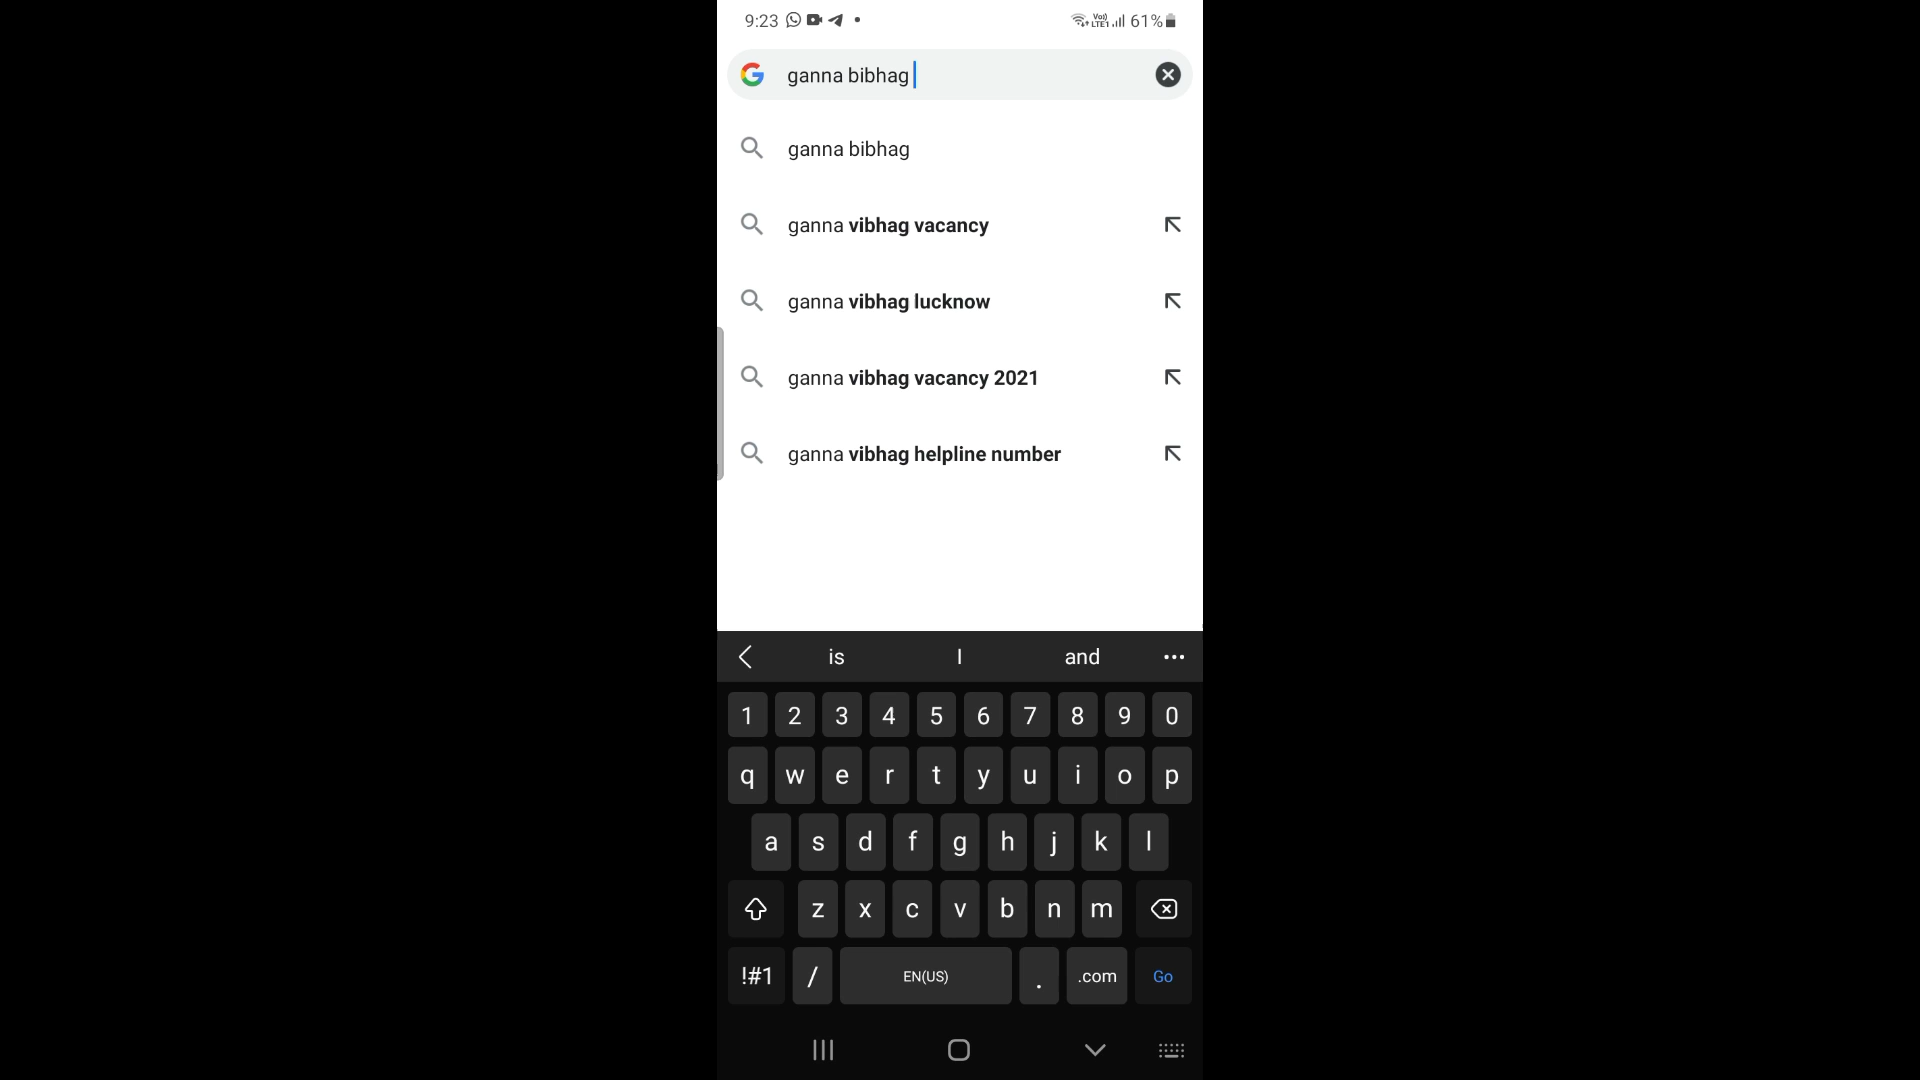 9:23 61%
ganna bibhag
ganna bibhag
ganna vibhag vacancy
ganna vibhag lucknow
ganna vibhag vacancy 2021
ganna vibhag helpline number
is I and
1 2 3 4 5 6 7 8 9 0
q w e r t y u i o p
a s d f g h j k l
z x c v b n m
!#1 / EN(US) . .com Go